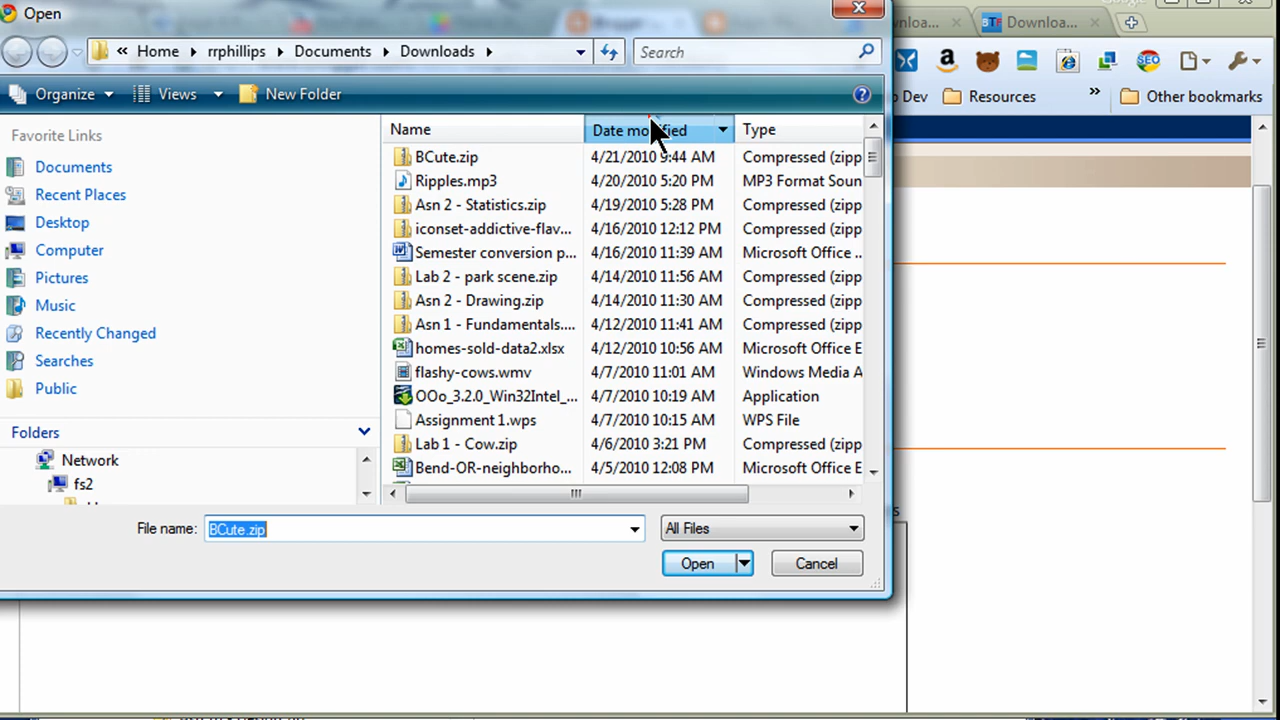 Open
Google
« Home rrphillips Documents Downloads
Search
Downloa...
Organize Views New Folder
Dev Resources » Other bookmarks
Favorite Links
Documents
Recent Places
Desktop
Computer
Pictures
Music
Recently Changed
Searches
Public
Folders
Network
fs2
Name Date modified Type
BCute.zip 4/21/2010 9:44 AM Compressed (zipp
Ripples.mp3 4/20/2010 5:20 PM MP3 Format Soun
Asn 2 - Statistics.zip 4/19/2010 5:28 PM Compressed (zipp
iconset-addictive-flav... 4/16/2010 12:12 PM Compressed (zipp
Semester conversion p... 4/16/2010 11:39 AM Microsoft Office ..
Lab 2 - park scene.zip 4/14/2010 11:56 AM Compressed (zipp
Asn 2 - Drawing.zip 4/14/2010 11:30 AM Compressed (zipp
Asn 1 - Fundamentals.... 4/12/2010 11:41 AM Compressed (zipp
homes-sold-data2.xlsx 4/12/2010 10:56 AM Microsoft Office E
flashy-cows.wmv 4/7/2010 11:01 AM Windows Media A
OOo_3.2.0_Win32Intel_... 4/7/2010 10:19 AM Application
Assignment 1.wps 4/7/2010 10:15 AM WPS File
Lab 1 - Cow.zip 4/6/2010 3:21 PM Compressed (zipp
Bend-OR-neighborho... 4/5/2010 12:08 PM Microsoft Office E
File name: BCute.zip All Files
Open Cancel